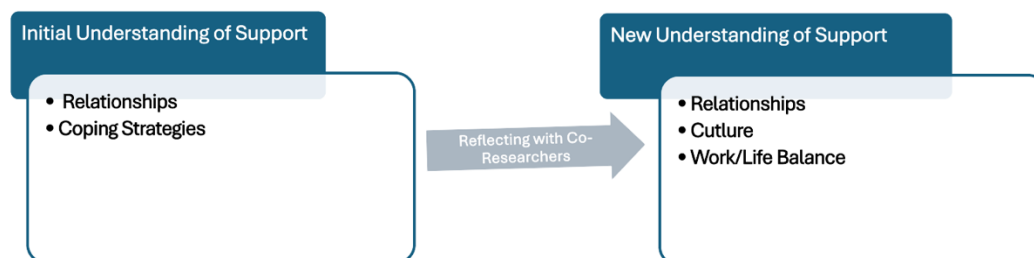 Initial Understanding of Support
• Relationships
• Coping Strategies
Reflecting with Co-
Researchers
New Understanding of Support
• Relationships
• Cutlure
• Work/Life Balance